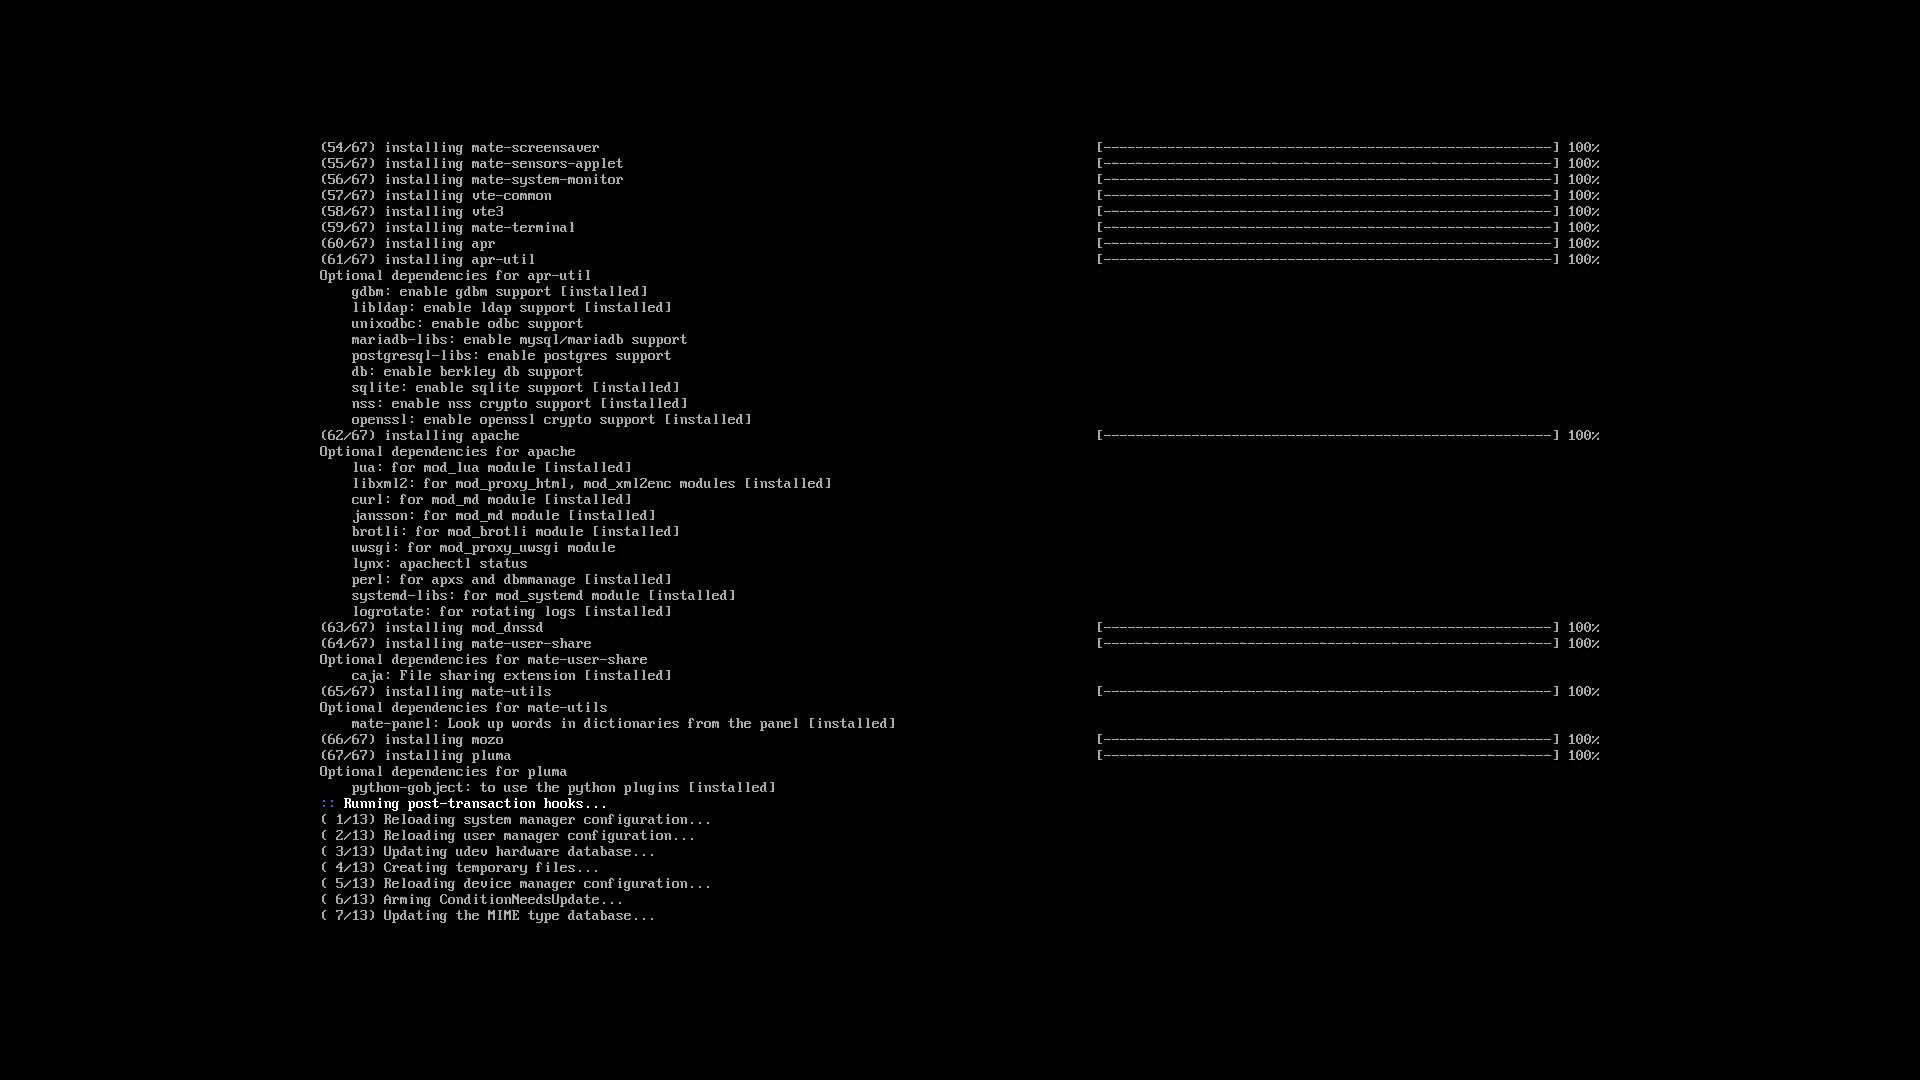 (54/67) installing mate-screensaver [--------------------------------------------------------] 100%
(55/67) installing mate-sensors-applet [--------------------------------------------------------] 100%
(56/67) installing mate-system-monitor [--------------------------------------------------------] 100%
(57/67) installing vte-common [--------------------------------------------------------] 100%
(58/67) installing vte3 [--------------------------------------------------------] 100%
(59/67) installing mate-terminal [--------------------------------------------------------] 100%
(60/67) installing apr [--------------------------------------------------------] 100%
(61/67) installing apr-util [--------------------------------------------------------] 100%
Optional dependencies for apr-util
    gdbm: enable gdbm support [installed]
    libldap: enable ldap support [installed]
    unixodbc: enable odbc support
    mariadb-libs: enable mysql/mariadb support
    postgresql-libs: enable postgres support
    db: enable berkley db support
    sqlite: enable sqlite support [installed]
    nss: enable nss crypto support [installed]
    openssl: enable openssl crypto support [installed]
(62/67) installing apache [--------------------------------------------------------] 100%
Optional dependencies for apache
    lua: for mod_lua module [installed]
    libxml2: for mod_proxy_html, mod_xml2enc modules [installed]
    curl: for mod_md module [installed]
    jansson: for mod_md module [installed]
    brotli: for mod_brotli module [installed]
    uwsgi: for mod_proxy_uwsgi module
    lynx: apachectl status
    perl: for apxs and dbmmanage [installed]
    systemd-libs: for mod_systemd module [installed]
    logrotate: for rotating logs [installed]
(63/67) installing mod_dnssd [--------------------------------------------------------] 100%
(64/67) installing mate-user-share [--------------------------------------------------------] 100%
Optional dependencies for mate-user-share
    caja: File sharing extension [installed]
(65/67) installing mate-utils [--------------------------------------------------------] 100%
Optional dependencies for mate-utils
    mate-panel: Look up words in dictionaries from the panel [installed]
(66/67) installing mozo [--------------------------------------------------------] 100%
(67/67) installing pluma [--------------------------------------------------------] 100%
Optional dependencies for pluma
    python-gobject: to use the python plugins [installed]
:: Running post-transaction hooks...
( 1/13) Reloading system manager configuration...
( 2/13) Reloading user manager configuration...
( 3/13) Updating udev hardware database...
( 4/13) Creating temporary files...
( 5/13) Reloading device manager configuration...
( 6/13) Arming ConditionNeedsUpdate...
( 7/13) Updating the MIME type database...